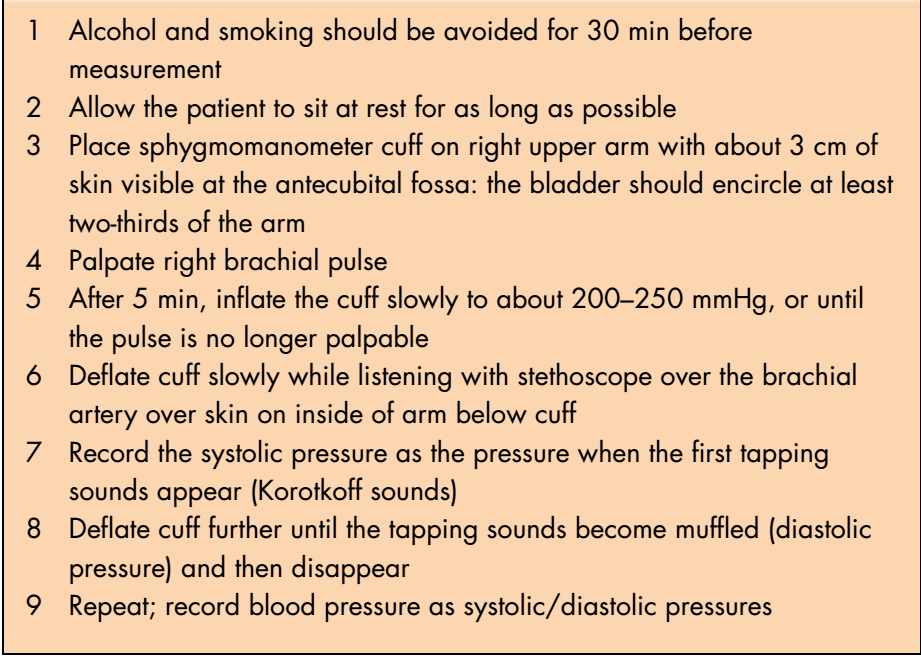 1 Alcohol and smoking should be avoided for 30 min before
measurement
2 Allow the patient to sit at rest for as long as possible
3 Place sphygmomanometer cuff on right upper arm with about 3 cm of
skin visible at the antecubital fossa: the bladder should encircle at least
two-thirds of the arm
4 Palpate right brachial pulse
5 After 5 min, inflate the cuff slowly to about 200–250 mmHg, or until
the pulse is no longer palpable
6 Deflate cuff slowly while listening with stethoscope over the brachial
artery over skin on inside of arm below cuff
7 Record the systolic pressure as the pressure when the first tapping
sounds appear (Korotkoff sounds)
8 Deflate cuff further until the tapping sounds become muffled (diastolic
pressure) and then disappear
9 Repeat; record blood pressure as systolic/diastolic pressures